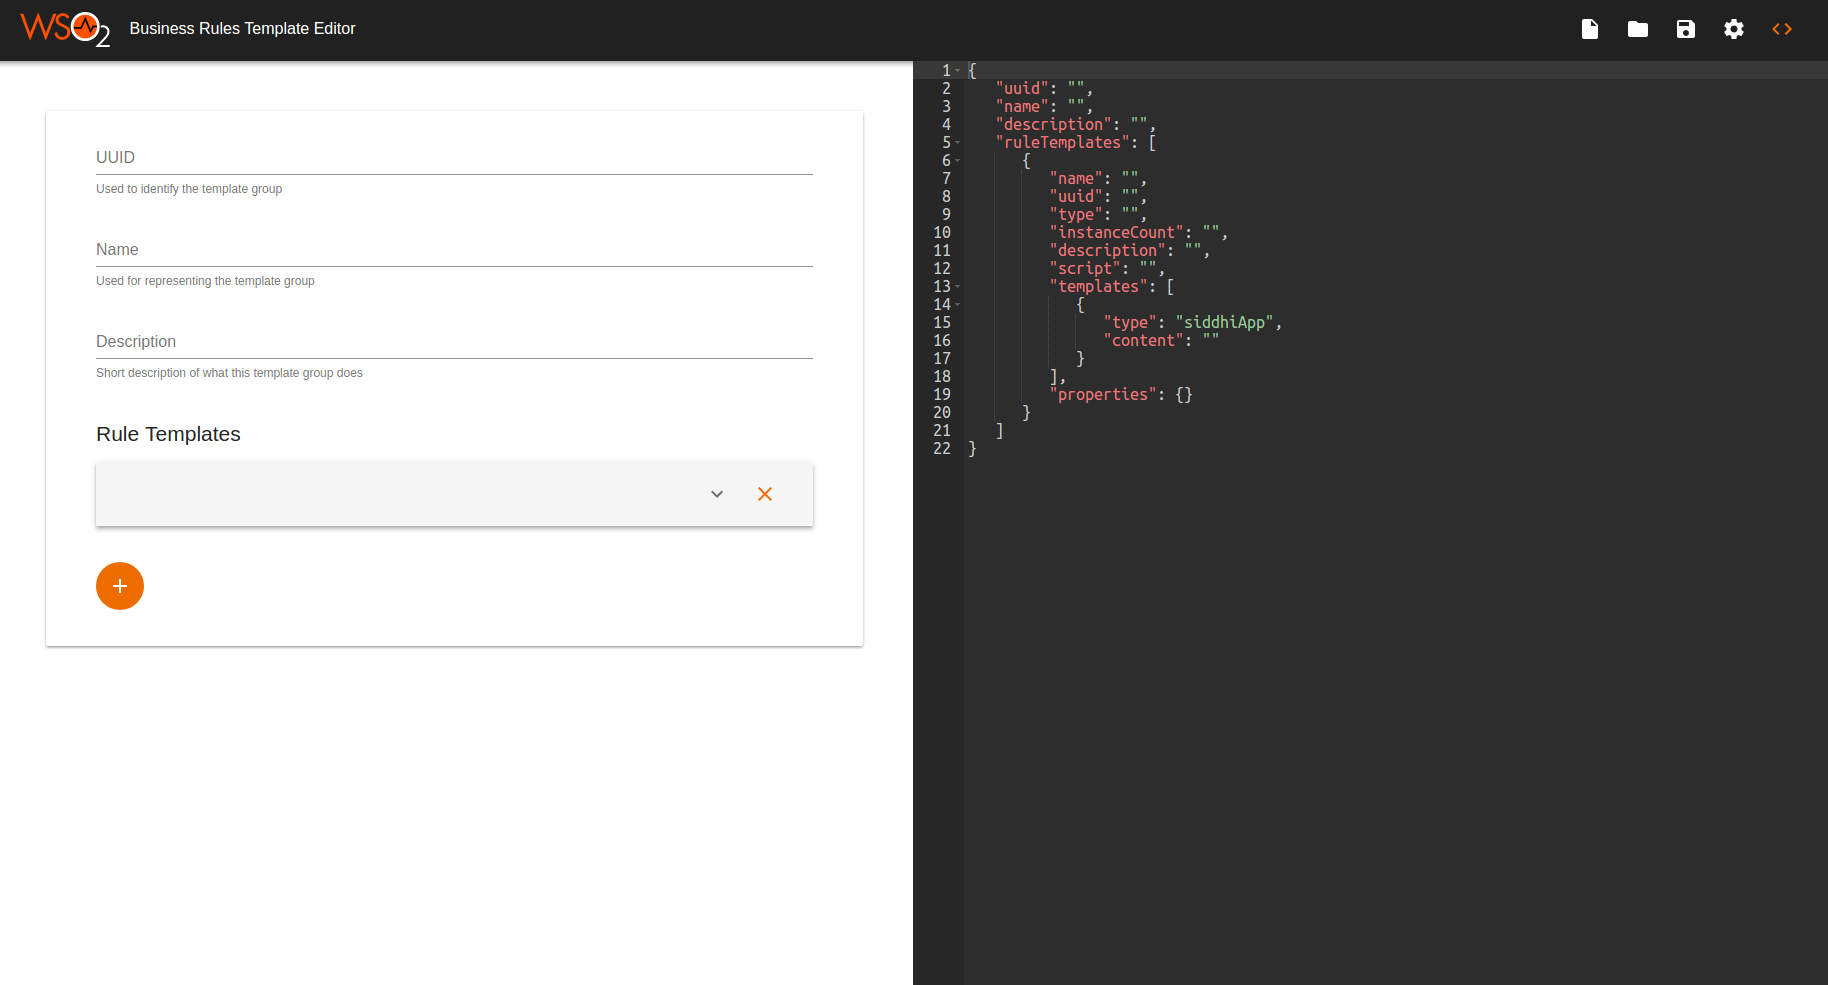 WSO2 Business Rules Template Editor
UUID
Used to identify the template group
Name
Used for representing the template group
Description
Short description of what this template group does
Rule Templates
1 {
2 "uuid": "",
3 "name": "",
4 "description": "",
5 "ruleTemplates": [
6 {
7 "name": "",
8 "uuid": "",
9 "type": "",
10 "instanceCount": "",
11 "description": "",
12 "script": "",
13 "templates": [
14 {
15 "type": "siddhiApp",
16 "content": ""
17 }
18 ],
19 "properties": {}
20 }
21 ]
22 }